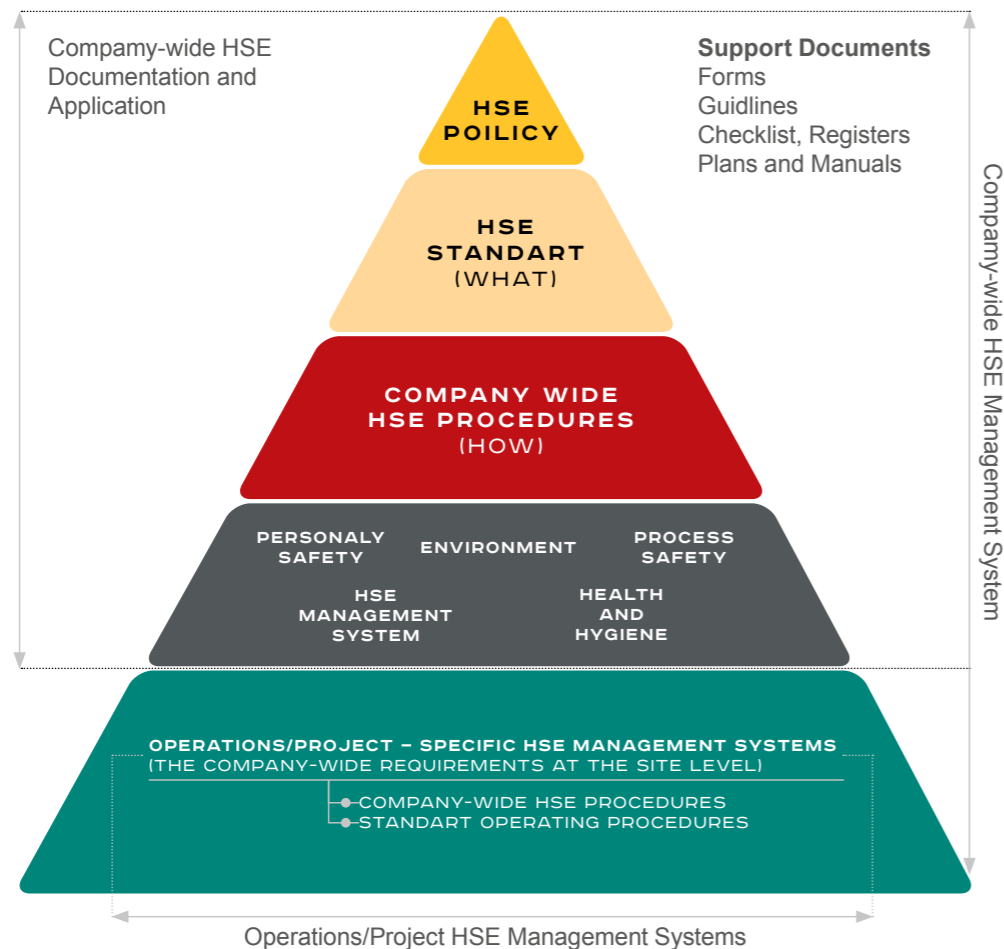 Compamy-wide HSE
Documentation and
Application
Support Documents
Forms
Guidlines
Checklist, Registers
Plans and Manuals
HSE
POILICY
HSE
STANDART
(WHAT)
COMPANY WIDE
HSE PROCEDURES
(HOW)
PERSONALY
SAFETY
ENVIRONMENT
PROCESS
SAFETY
HSE
MANAGEMENT
SYSTEM
HEALTH
AND
HYGIENE
OPERATIONS/PROJECT – SPECIFIC HSE MANAGEMENT SYSTEMS
(THE COMPANY-WIDE REQUIREMENTS AT THE SITE LEVEL)
COMPANY-WIDE HSE PROCEDURES
STANDART OPERATING PROCEDURES
Compamy-wide HSE Management System
Operations/Project HSE Management Systems